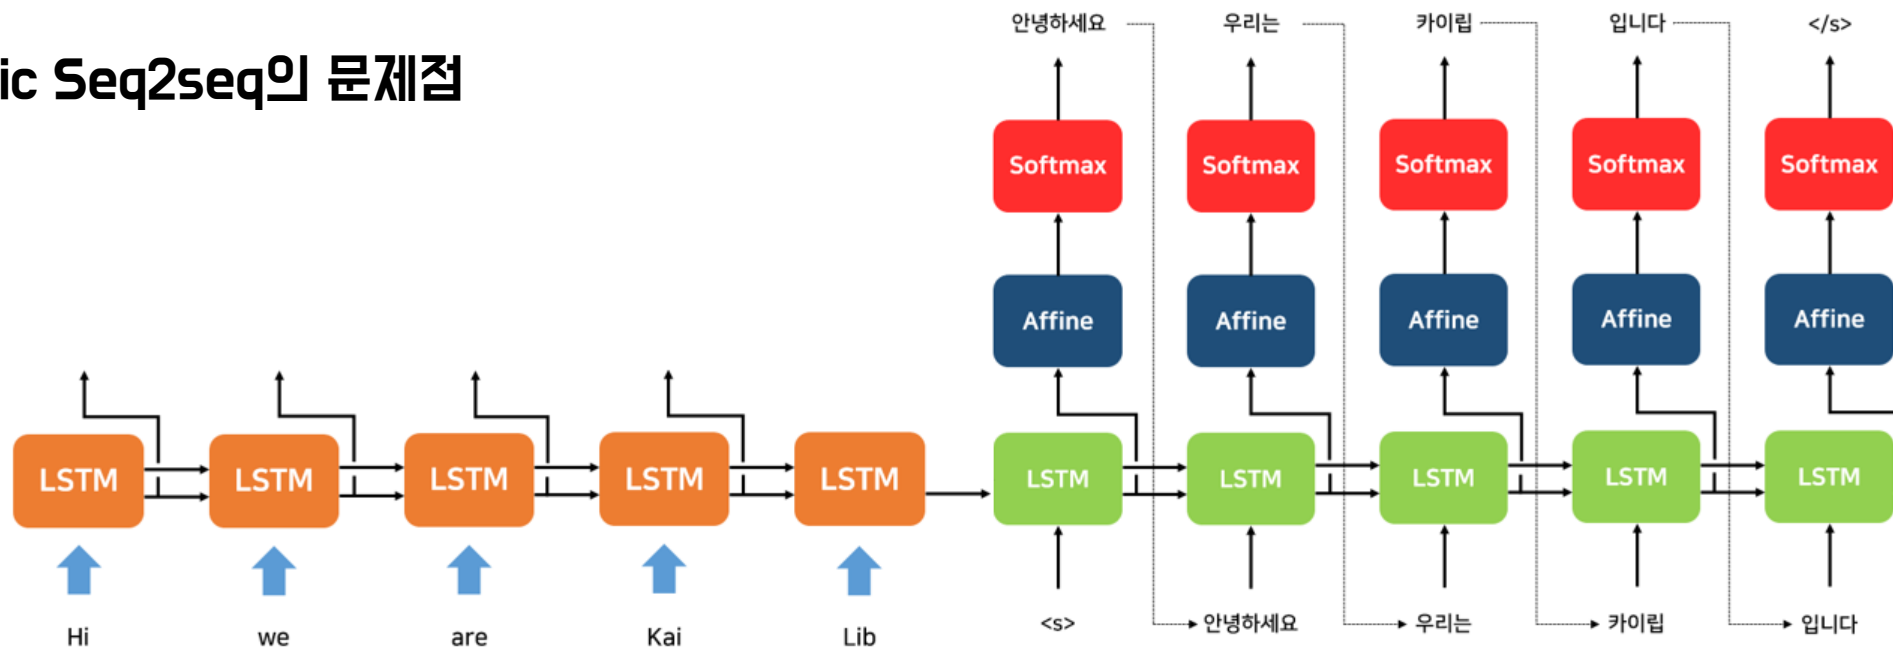 ic Seq2seq의 문제점
안녕하세요 우리는 카이립 입니다 </s>
Softmax Softmax Softmax Softmax Softmax
Affine Affine Affine Affine Affine
LSTM LSTM LSTM LSTM LSTM LSTM LSTM LSTM LSTM LSTM
Hi we are Kai Lib <s> 안녕하세요 우리는 카이립 입니다